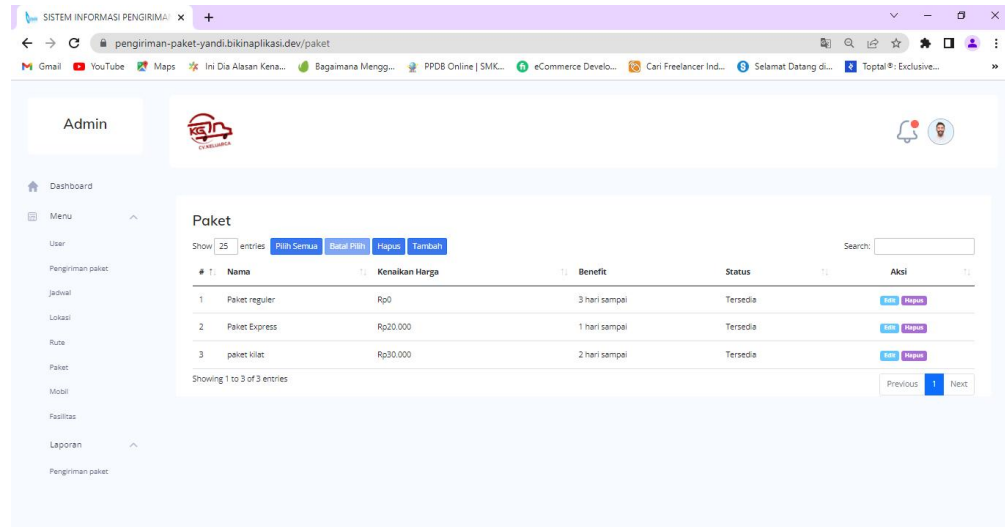 SISTEM INFORMASI PENGIRIMA
pengiriman-paket-yandi.bikinaplikasi.dev/paket
Gmail YouTube Maps Ini Dia Alasan Kena... Bagaimana Mengg... PPDB Online | SMK... eCommerce Develo... Cari Freelancer Ind... Selamat Datang di... Toptal®: Exclusive... »
Admin
KG
CV.KELUARGA
Dashboard
Menu
User
Pengiriman paket
Jadwal
Lokasi
Rute
Paket
Mobil
Fasilitas
Laporan
Pengiriman paket
Paket
Show 25 entries Pilih Semua Batal Pilih Hapus Tambah Search:
# Nama Kenaikan Harga Benefit Status Aksi
1 Paket reguler Rp0 3 hari sampai Tersedia Edit Hapus
2 Paket Express Rp20.000 1 hari sampai Tersedia Edit Hapus
3 paket kilat Rp30.000 2 hari sampai Tersedia Edit Hapus
Showing 1 to 3 of 3 entries
Previous 1 Next